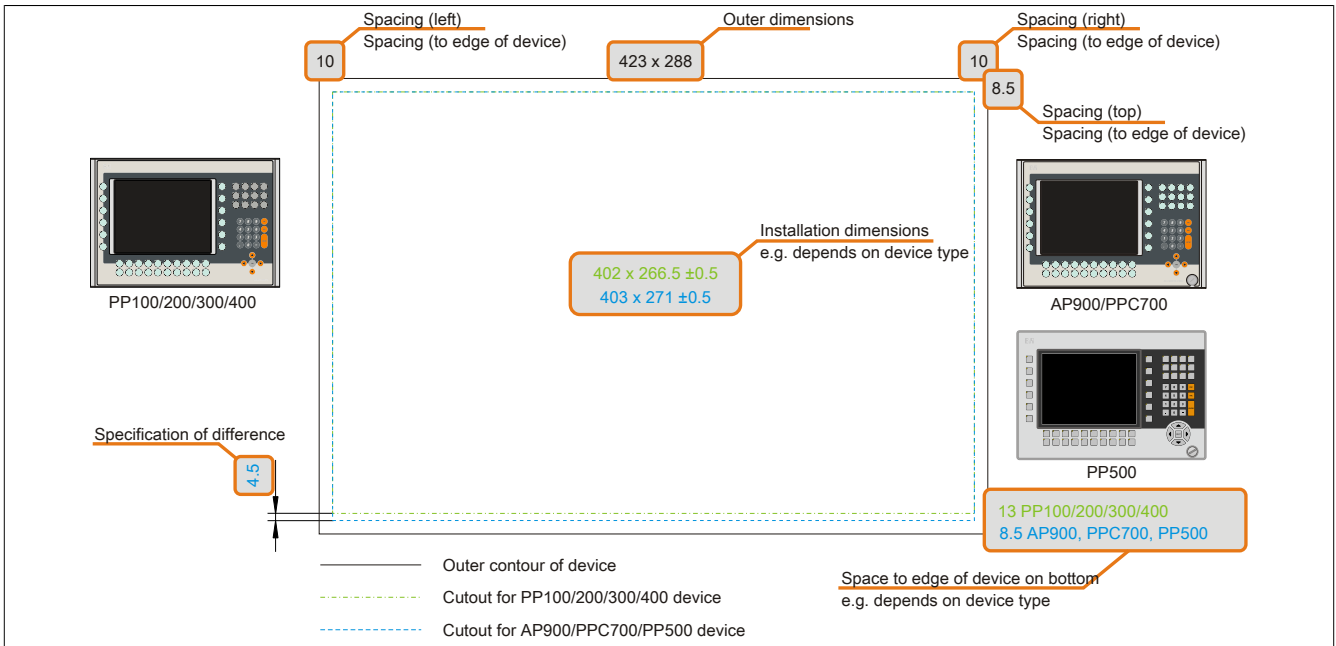 Spacing (left)
Spacing (to edge of device)
Outer dimensions
Spacing (right)
Spacing (to edge of device)
10
423 x 288
10
8.5
Spacing (top)
Spacing (to edge of device)
PP100/200/300/400
Installation dimensions
e.g. depends on device type
402 x 266.5 ±0.5
403 x 271 ±0.5
AP900/PPC700
PP500
Specification of difference
4.5
13 PP100/200/300/400
8.5 AP900, PPC700, PP500
Space to edge of device on bottom
e.g. depends on device type
Outer contour of device
Cutout for PP100/200/300/400 device
Cutout for AP900/PPC700/PP500 device